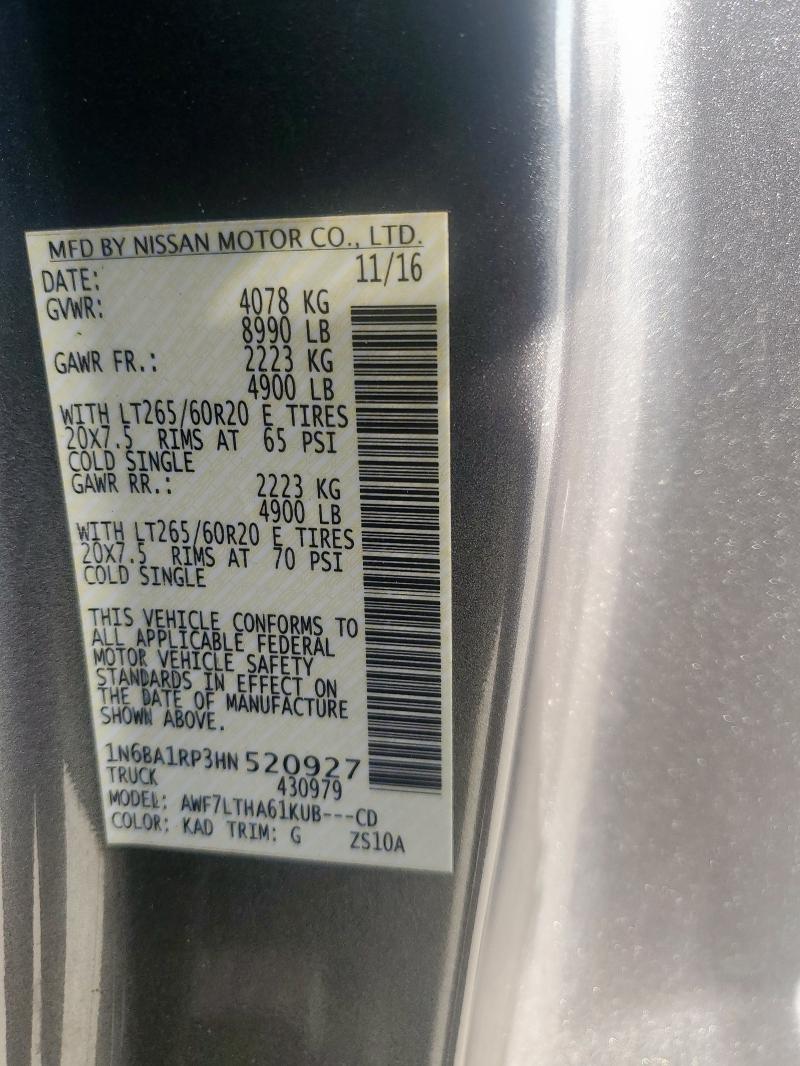 MFD BY NISSAN MOTOR CO., LTD.
DATE: 11/16
GVWR: 4078 KG
8990 LB
GAWR FR.: 2223 KG
4900 LB
WITH LT265/60R20 E TIRES
20X7.5 RIMS AT 65 PSI
COLD SINGLE
GAWR RR.: 2223 KG
4900 LB
WITH LT265/60R20 E TIRES
20X7.5 RIMS AT 70 PSI
COLD SINGLE
THIS VEHICLE CONFORMS TO
ALL APPLICABLE FEDERAL
MOTOR VEHICLE SAFETY
STANDARDS IN EFFECT ON
THE DATE OF MANUFACTURE
SHOWN ABOVE.
1N6BA1RP3HN 520927
TRUCK 430979
MODEL: AWF7LTHA61KUB---CD
COLOR: KAD TRIM: G ZS10A